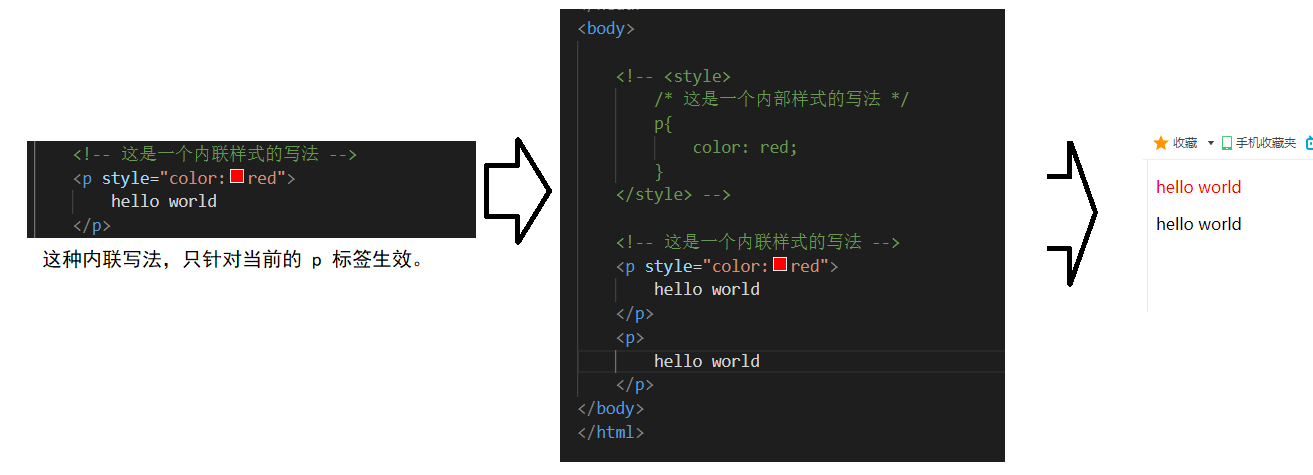 <!-- 这是一个内联样式的写法 -->
<p style="color:red">
hello world
</p>
这种内联写法，只针对当前的 p 标签生效。
<body>
<!-- <style>
/* 这是一个内部样式的写法 */
p{
color: red;
}
</style> -->
<!-- 这是一个内联样式的写法 -->
<p style="color:red">
hello world
</p>
<p>
hello world
</p>
</body>
</html>
收藏 手机收藏夹
hello world
hello world